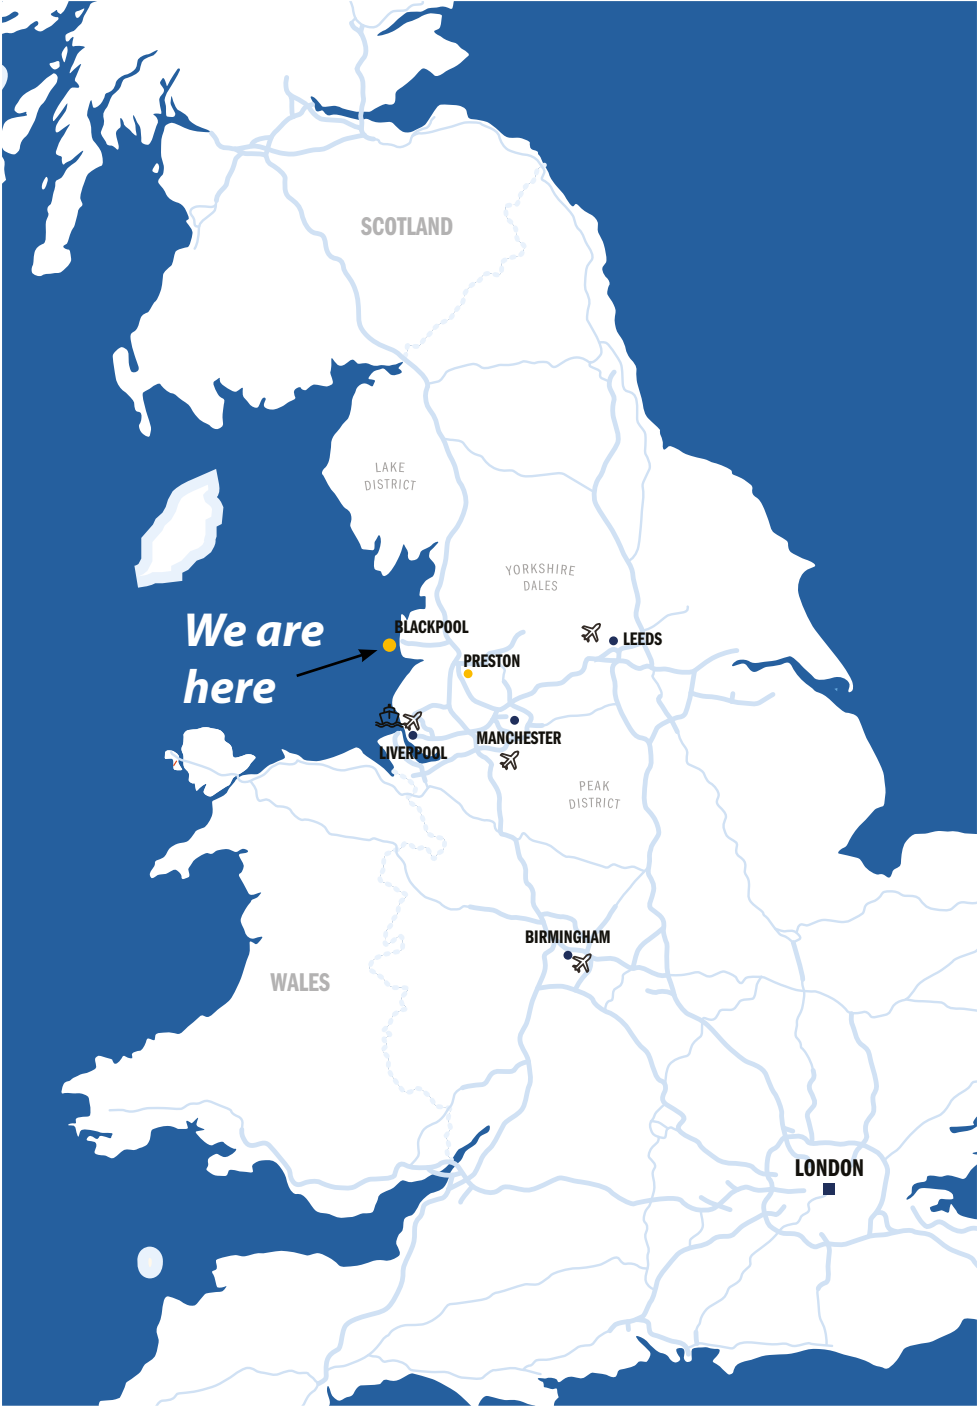 SCOTLAND
LAKE
DISTRICT
YORKSHIRE
DALES
We are
here
BLACKPOOL
LEEDS
PRESTON
MANCHESTER
LIVERPOOL
PEAK
DISTRICT
BIRMINGHAM
WALES
LONDON